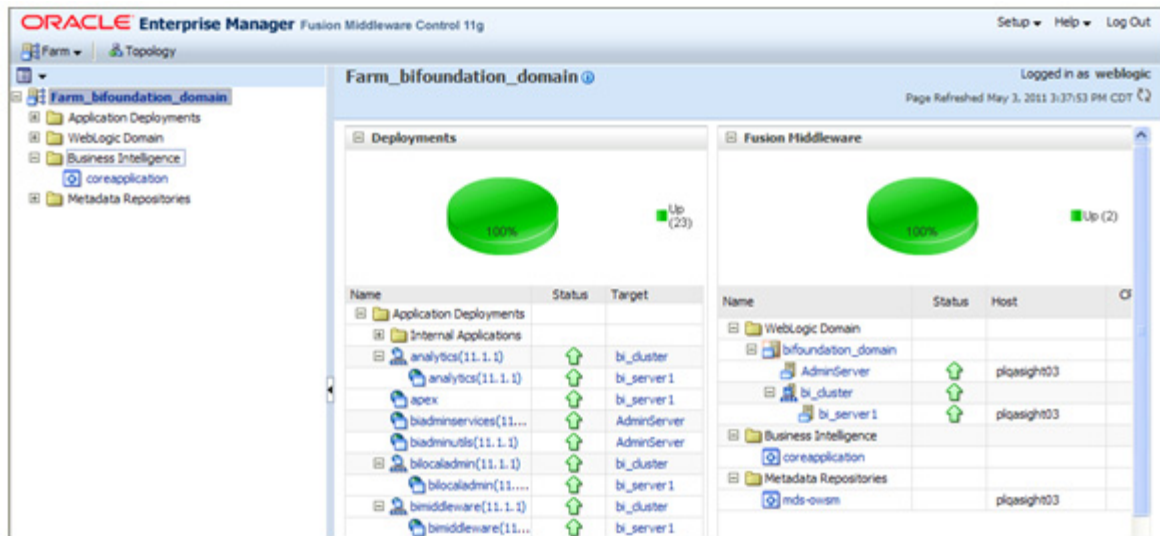 ORACLE Enterprise Manager Fusion Middleware Control 11g
Setup Help Log Out
Farm Topology
Farm_bifoundation_domain
Application Deployments
WebLogic Domain
Business Intelligence
coreapplication
Metadata Repositories
Farm_bifoundation_domain
Logged in as weblogic
Page Refreshed May 3, 2011 3:37:53 PM CDT
Deployments
100%
Up
(23)
Name Status Target
Application Deployments
Internal Applications
analytics(11.1.1) bi_cluster
analytics(11.1.1) bi_server1
apex bi_server1
biadminservices(11.... AdminServer
biadminutils(11.1.1) AdminServer
bilocaladmin(11.1.1) bi_cluster
bilocaladmin(11.... bi_server1
bimiddleware(11.1.1) bi_cluster
bimiddleware(11... bi_server1
Fusion Middleware
100%
Up (2)
Name Status Host
WebLogic Domain
bifoundation_domain
AdminServer plqasight03
bi_cluster
bi_server1 plqasight03
Business Intelligence
coreapplication
Metadata Repositories
mds-owsm plqasight03